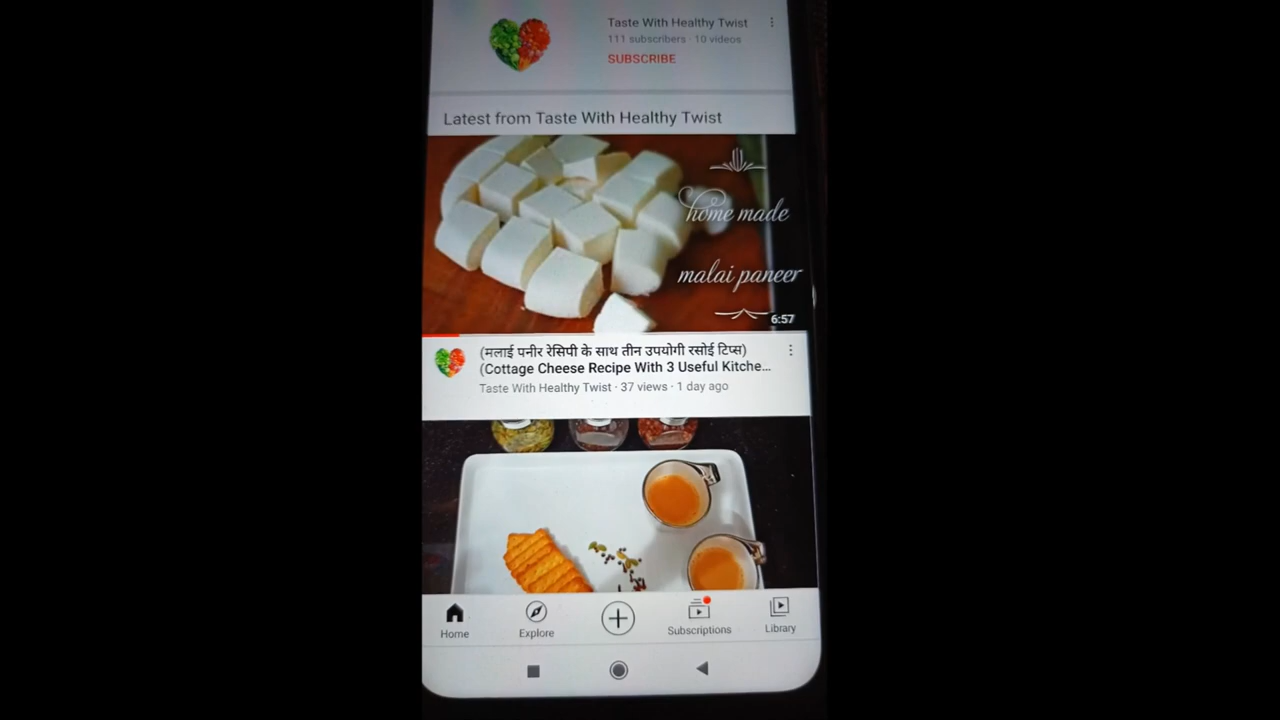 Taste With Healthy Twist
111 subscribers · 10 videos
SUBSCRIBE
Latest from Taste With Healthy Twist
home made
malai paneer
6:57
(मलाई पनीर रेसिपी के साथ तीन उपयोगी रसोई टिप्स)
(Cottage Cheese Recipe With 3 Useful Kitche...
Taste With Healthy Twist · 37 views · 1 day ago
Home Explore Subscriptions Library